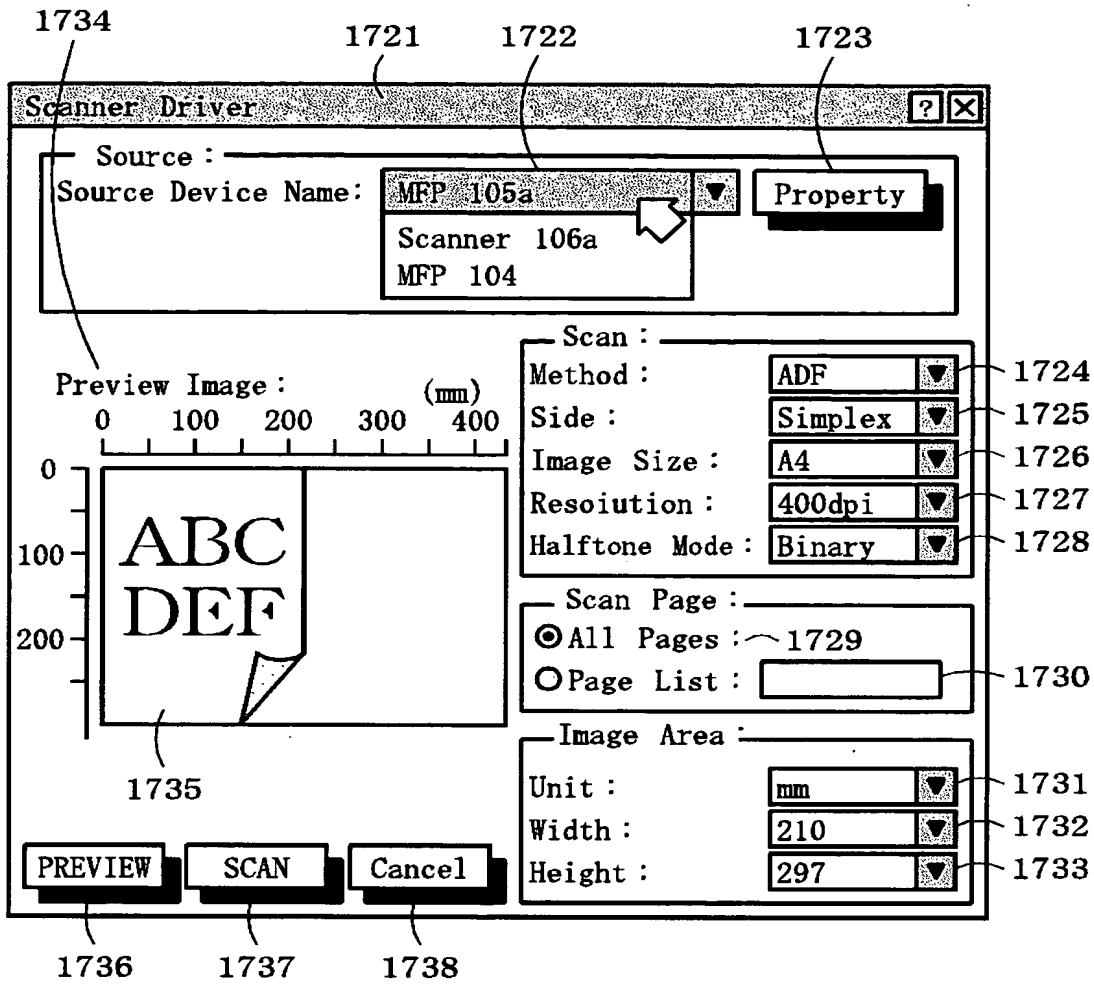 1734
1721 1722 1723
Scanner Driver ? X
Source :
Source Device Name: MFP 105a Property
Scanner 106a
MFP 104
Scan :
Preview Image : (mm)
0 100 200 300 400
Method : ADF 1724
Side : Simplex 1725
Image Size : A4 1726
Resoiution : 400dpi 1727
Halftone Mode : Binary 1728
0
100
200
ABC
DEF
Scan Page :
All Pages : 1729
Page List : 1730
Image Area :
1735
Unit : mm 1731
Width : 210 1732
Height : 297 1733
PREVIEW SCAN Cancel
1736 1737 1738